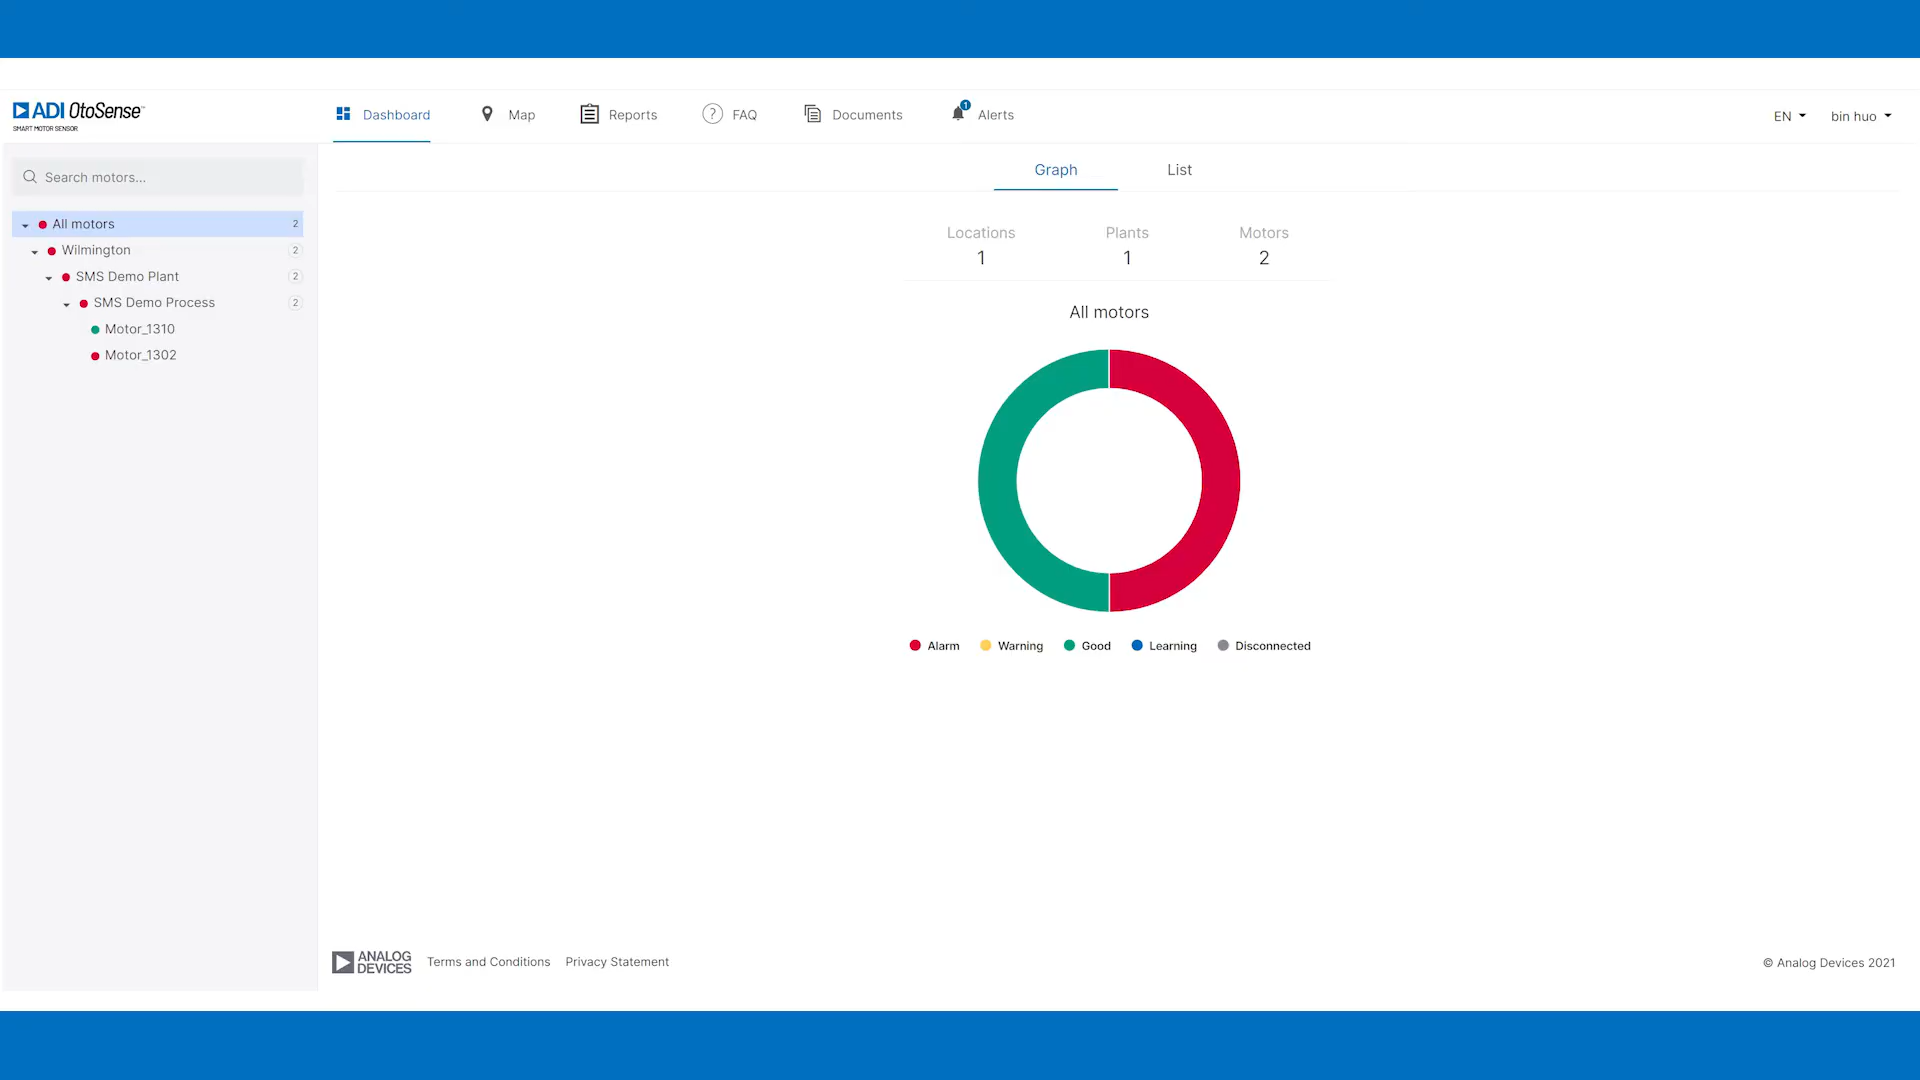 ADI OtoSense™
SMART MOTOR SENSOR
Dashboard
Map
Reports
? FAQ
Documents
1 Alerts
EN
bin huo
Search motors...
All motors 2
Wilmington 2
SMS Demo Plant 2
SMS Demo Process 2
Motor_1310
Motor_1302
Graph
List
Locations
1
Plants
1
Motors
2
All motors
Alarm
Warning
Good
Learning
Disconnected
ANALOG
DEVICES
Terms and Conditions
Privacy Statement
© Analog Devices 2021